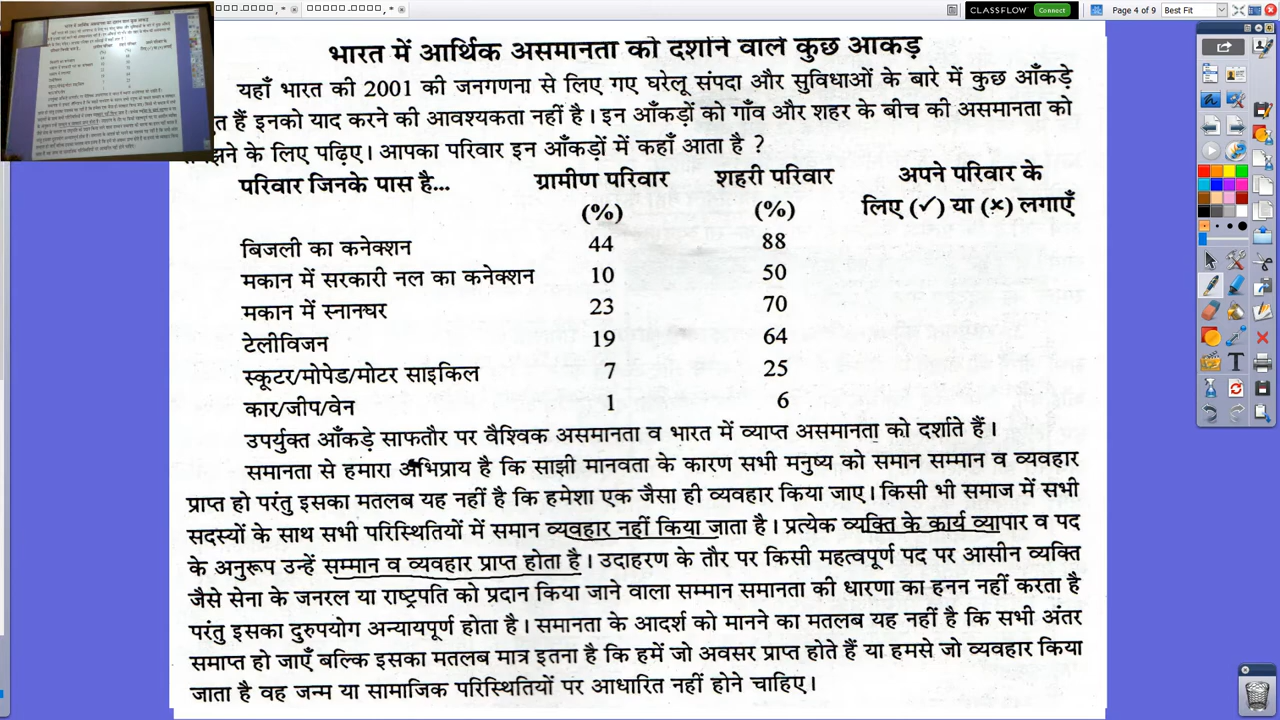 CLASSFLOW Connect Page 4 of 9 Best Fit
भारत में आर्थिक असमानता को दर्शाने वाले कुछ आकड़े
यहाँ भारत की 2001 की जनगणना से लिए गए घरेलू संपदा और सुविधाओं के बारे में कुछ आँकड़े
हैं इनको याद करने की आवश्यकता नहीं है। इन आँकड़ों को गाँव और शहर के बीच की असमानता को
झने के लिए पढ़िए। आपका परिवार इन आँकड़ों में कहाँ आता है ?
परिवार जिनके पास है... ग्रामीण परिवार शहरी परिवार अपने परिवार के
(%) (%) लिए (✓) या (×) लगाएँ
बिजली का कनेक्शन 44 88
मकान में सरकारी नल का कनेक्शन 10 50
मकान में स्नानघर 23 70
टेलीविजन 19 64
स्कूटर/मोपेड/मोटर साइकिल 7 25
कार/जीप/वेन 1 6
उपर्युक्त आँकड़े साफतौर पर वैश्विक असमानता व भारत में व्याप्त असमानता को दर्शाते हैं।
समानता से हमारा अभिप्राय है कि साझी मानवता के कारण सभी मनुष्य को समान सम्मान व व्यवहार
प्राप्त हो परंतु इसका मतलब यह नहीं है कि हमेशा एक जैसा ही व्यवहार किया जाए। किसी भी समाज में सभी
सदस्यों के साथ सभी परिस्थितियों में समान व्यवहार नहीं किया जाता है। प्रत्येक व्यक्ति के कार्य व्यापार व पद
के अनुरूप उन्हें सम्मान व व्यवहार प्राप्त होता है। उदाहरण के तौर पर किसी महत्वपूर्ण पद पर आसीन व्यक्ति
जैसे सेना के जनरल या राष्ट्रपति को प्रदान किया जाने वाला सम्मान समानता की धारणा का हनन नहीं करता है
परंतु इसका दुरुपयोग अन्यायपूर्ण होता है। समानता के आदर्श को मानने का मतलब यह नहीं है कि सभी अंतर
समाप्त हो जाएँ बल्कि इसका मतलब मात्र इतना है कि हमें जो अवसर प्राप्त होते हैं या हमसे जो व्यवहार किया
जाता है वह जन्म या सामाजिक परिस्थितियों पर आधारित नहीं होने चाहिए।